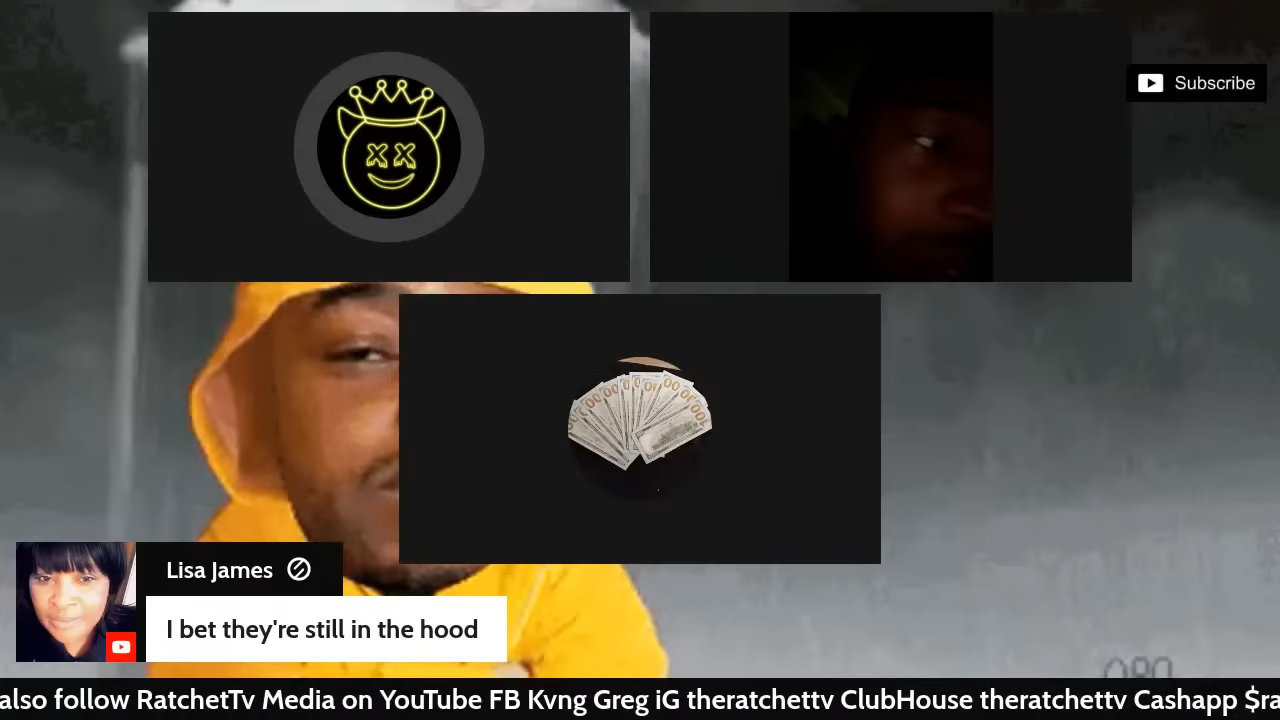 Subscribe
Lisa James
I bet they're still in the hood
also follow RatchetTv Media on YouTube FB Kvng Greg iG theratchettv ClubHouse theratchettv Cashapp $ra